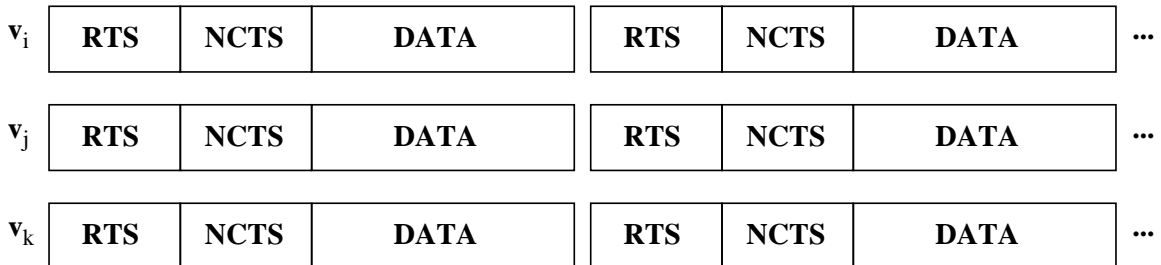 vi RTS NCTS DATA RTS NCTS DATA ...
vj RTS NCTS DATA RTS NCTS DATA ...
vk RTS NCTS DATA RTS NCTS DATA ...